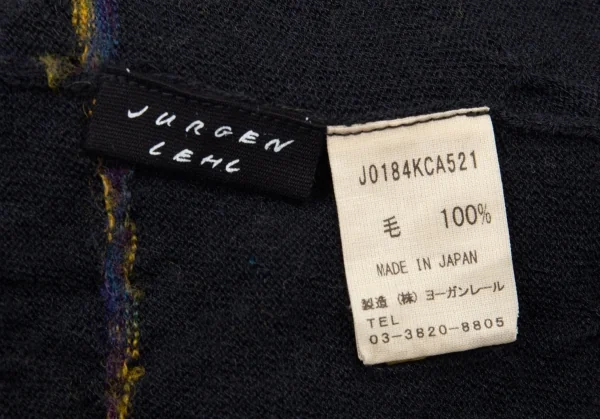 JURGEN
LEHL
J0184KCA521
毛 100%
MADE IN JAPAN
製造 (株) ヨーガンレール
TEL
03-3820-8805